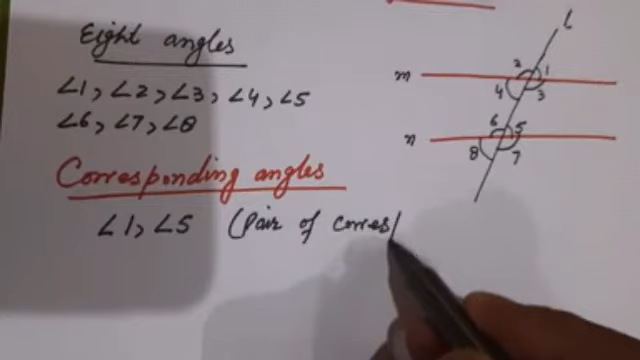 Eight angles
∠1, ∠2, ∠3, ∠4, ∠5
∠6, ∠7, ∠8
Corresponding angles
∠1, ∠5 (Pair of corres
l
m
2 1
4 3
n
6 5
8 7